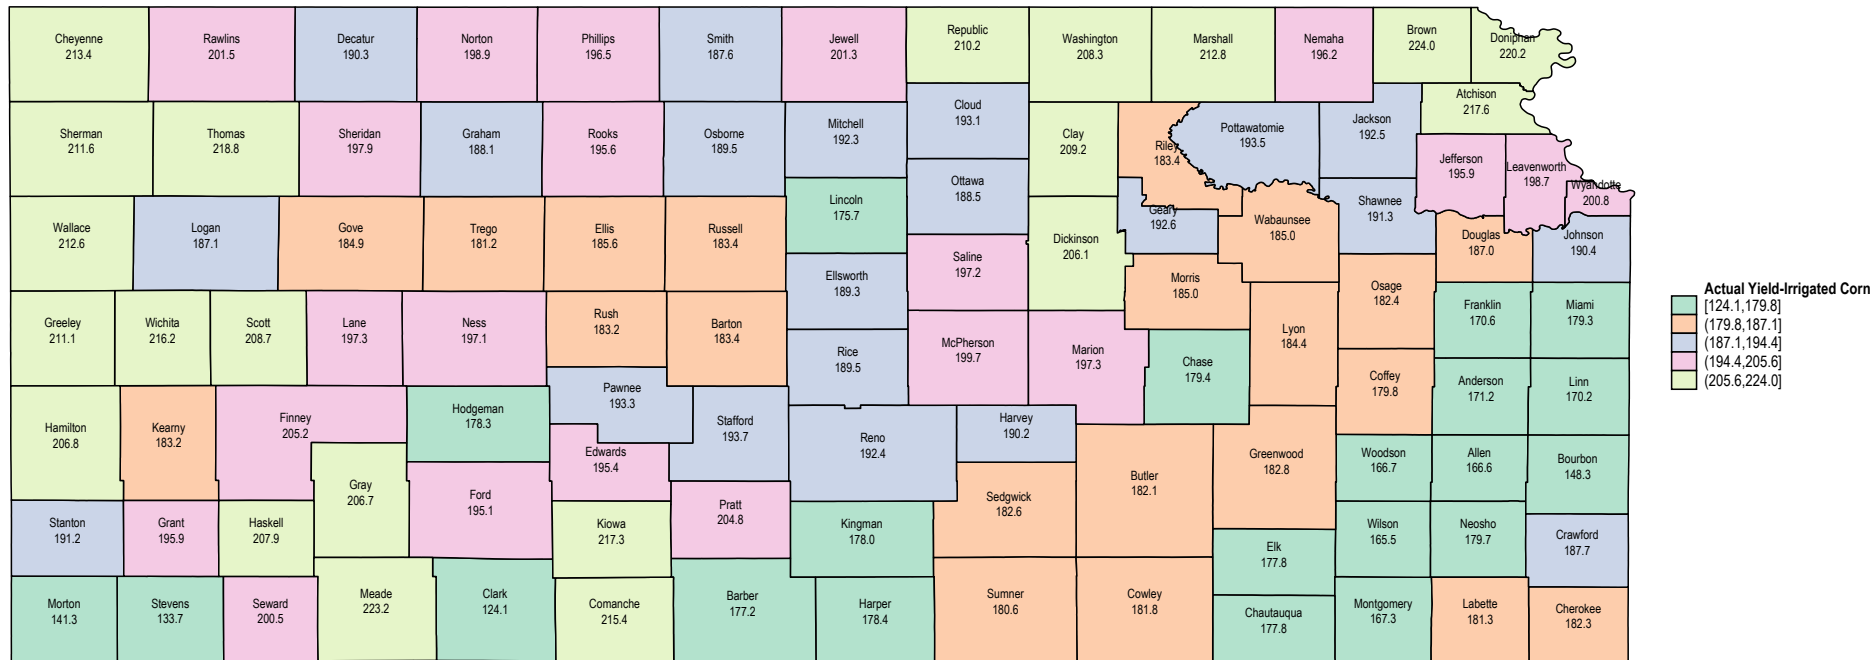 Cheyenne
213.4
Rawlins
201.5
Decatur
190.3
Norton
198.9
Phillips
196.5
Smith
187.6
Jewell
201.3
Republic
210.2
Washington
208.3
Marshall
212.8
Nemaha
196.2
Brown
224.0
Doniphan
220.2
Atchison
217.6
Sherman
211.6
Thomas
218.8
Sheridan
197.9
Graham
188.1
Rooks
195.6
Osborne
189.5
Mitchell
192.3
Cloud
193.1
Clay
209.2
Riley
183.4
Pottawatomie
193.5
Jackson
192.5
Jefferson
195.9
Leavenworth
198.7
Wyandotte
200.8
Wallace
212.6
Logan
187.1
Gove
184.9
Trego
181.2
Ellis
185.6
Russell
183.4
Lincoln
175.7
Ottawa
188.5
Dickinson
206.1
Geary
192.6
Wabaunsee
185.0
Shawnee
191.3
Douglas
187.0
Johnson
190.4
Ellsworth
189.3
Saline
197.2
Morris
185.0
Osage
182.4
Franklin
170.6
Miami
179.3
Greeley
211.1
Wichita
216.2
Scott
208.7
Lane
197.3
Ness
197.1
Rush
183.2
Barton
183.4
Rice
189.5
McPherson
199.7
Marion
197.3
Chase
179.4
Lyon
184.4
Coffey
179.8
Anderson
171.2
Linn
170.2
Hamilton
206.8
Kearny
183.2
Finney
205.2
Hodgeman
178.3
Pawnee
193.3
Stafford
193.7
Edwards
195.4
Reno
192.4
Harvey
190.2
Gray
206.7
Ford
195.1
Pratt
204.8
Sedgwick
182.6
Butler
182.1
Greenwood
182.8
Woodson
166.7
Allen
166.6
Bourbon
148.3
Stanton
191.2
Grant
195.9
Haskell
207.9
Kiowa
217.3
Kingman
178.0
Elk
177.8
Wilson
165.5
Neosho
179.7
Crawford
187.7
Morton
141.3
Stevens
133.7
Seward
200.5
Meade
223.2
Clark
124.1
Comanche
215.4
Barber
177.2
Harper
178.4
Sumner
180.6
Cowley
181.8
Chautauqua
177.8
Montgomery
167.3
Labette
181.3
Cherokee
182.3
Actual Yield-Irrigated Corn
[124.1,179.8]
(179.8,187.1]
(187.1,194.4]
(194.4,205.6]
(205.6,224.0]